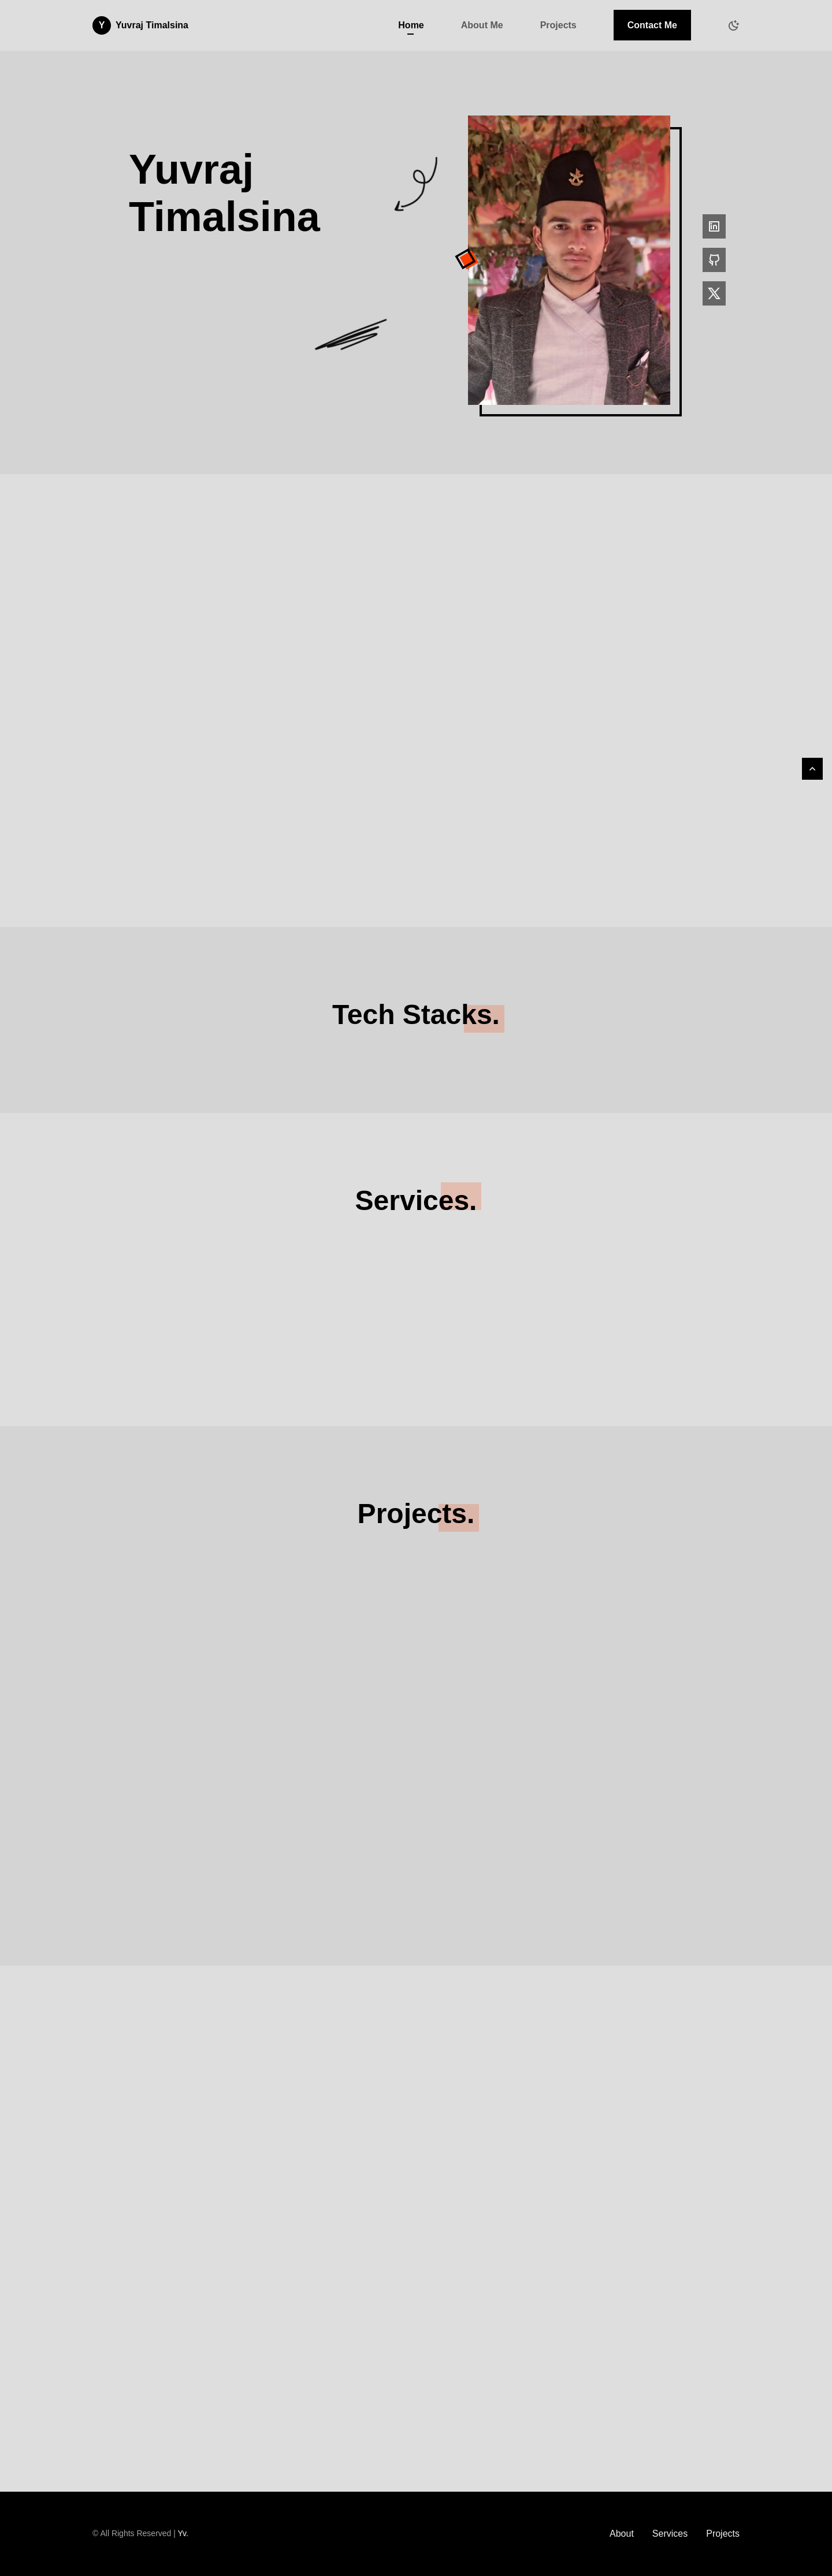 Y Yuvraj Timalsina
Home About Me Projects Contact Me
Yuvraj
Timalsina
Tech Stacks.
Services.
Projects.
© All Rights Reserved | Yv.
About Services Projects